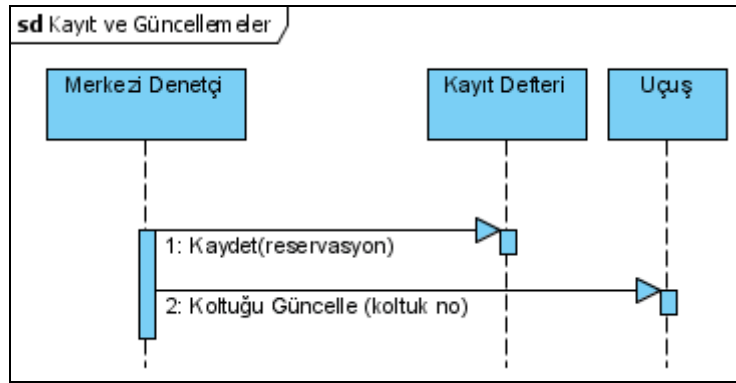 sd Kayıt ve Güncellemeler
Merkezi Denetçi
Kayıt Defteri
Uçuş
1: Kaydet(reservasyon)
2: Koltuğu Güncelle (koltuk no)